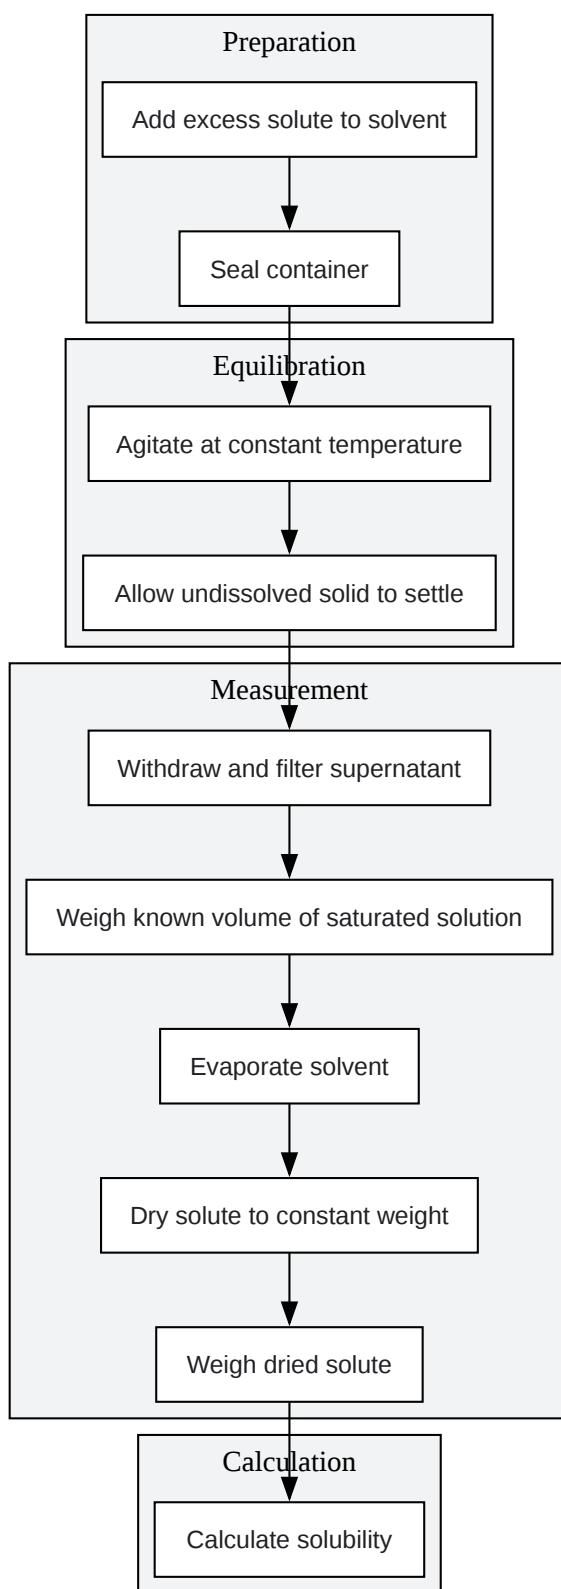 Preparation
Add excess solute to solvent
Seal container
Equilibration
Agitate at constant temperature
Allow undissolved solid to settle
Measurement
Withdraw and filter supernatant
Weigh known volume of saturated solution
Evaporate solvent
Dry solute to constant weight
Weigh dried solute
Calculation
Calculate solubility